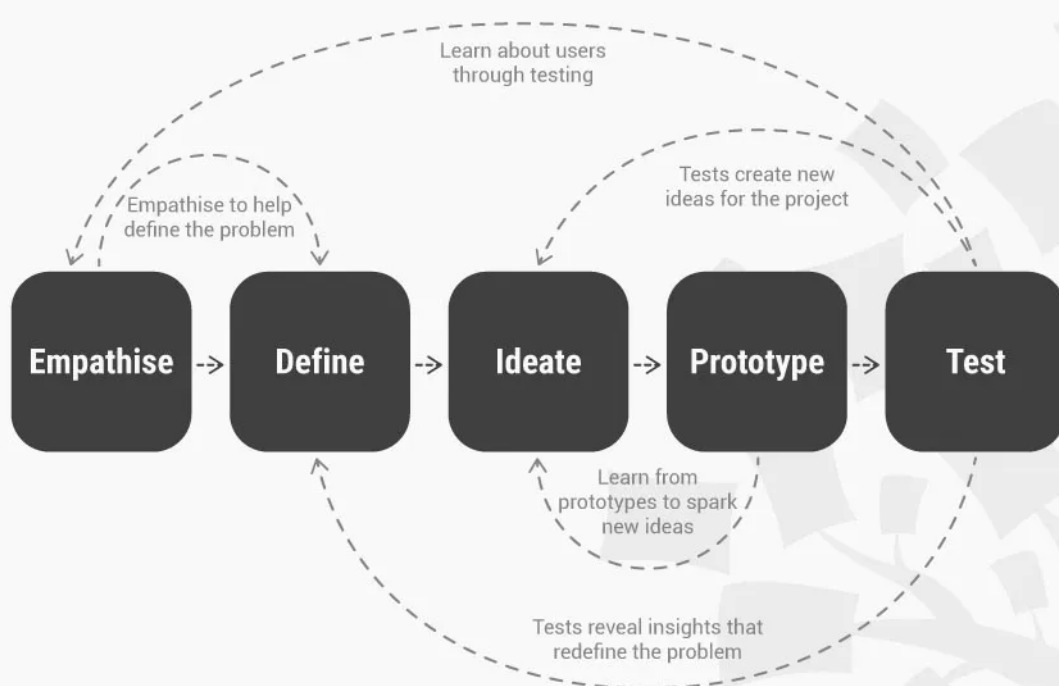 Learn about users
through testing
Tests create new
ideas for the project
Empathise to help
define the problem
Empathise
Define
Ideate
Prototype
Test
Learn from
prototypes to spark
new ideas
Tests reveal insights that
redefine the problem